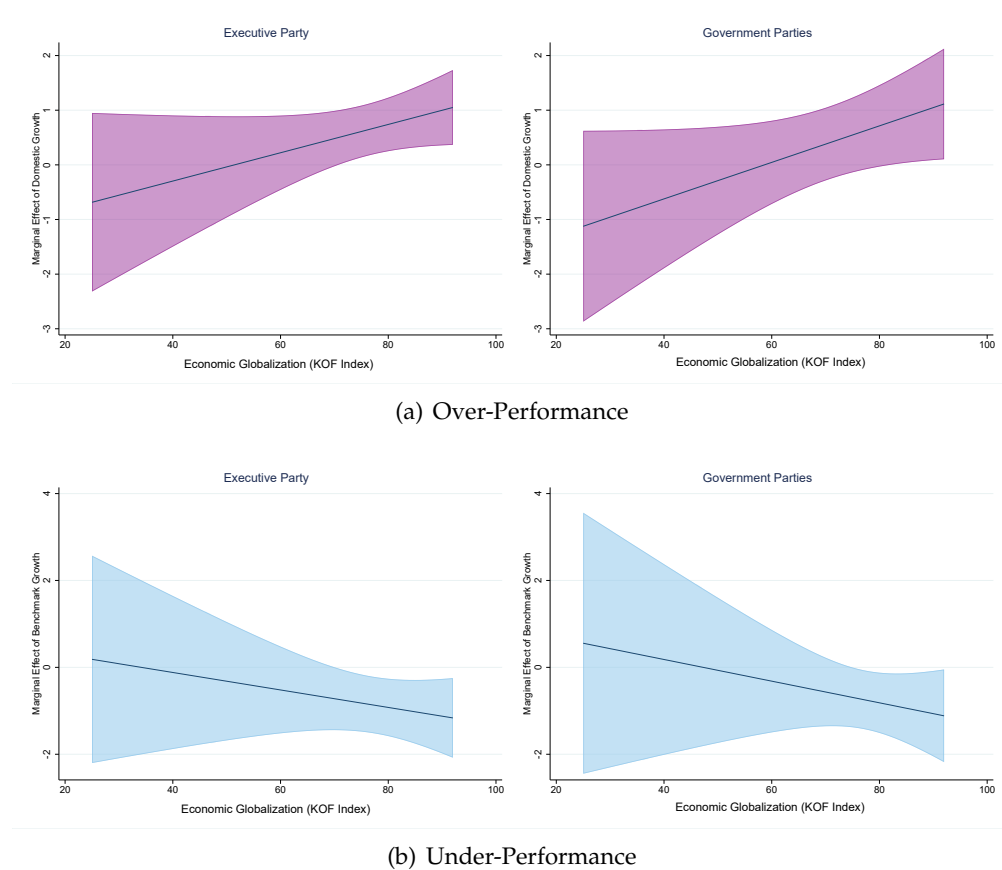 Executive Party
Marginal Effect of Domestic Growth
2
1
0
-1
-2
-3
20 40 60 80 100
Economic Globalization (KOF Index)
Government Parties
Marginal Effect of Domestic Growth
2
1
0
-1
-2
-3
20 40 60 80 100
Economic Globalization (KOF Index)
(a) Over-Performance
Executive Party
Marginal Effect of Benchmark Growth
4
2
0
-2
20 40 60 80 100
Economic Globalization (KOF Index)
Government Parties
Marginal Effect of Benchmark Growth
4
2
0
-2
20 40 60 80 100
Economic Globalization (KOF Index)
(b) Under-Performance